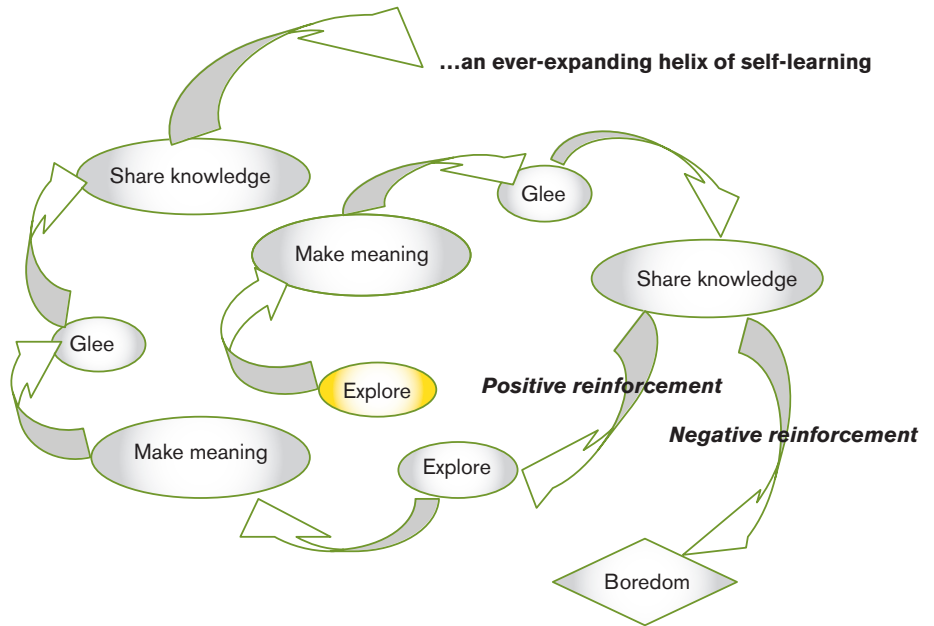 ...an ever-expanding helix of self-learning
Share knowledge
Glee
Make meaning
Share knowledge
Glee
Explore
Positive reinforcement
Negative reinforcement
Make meaning
Explore
Boredom